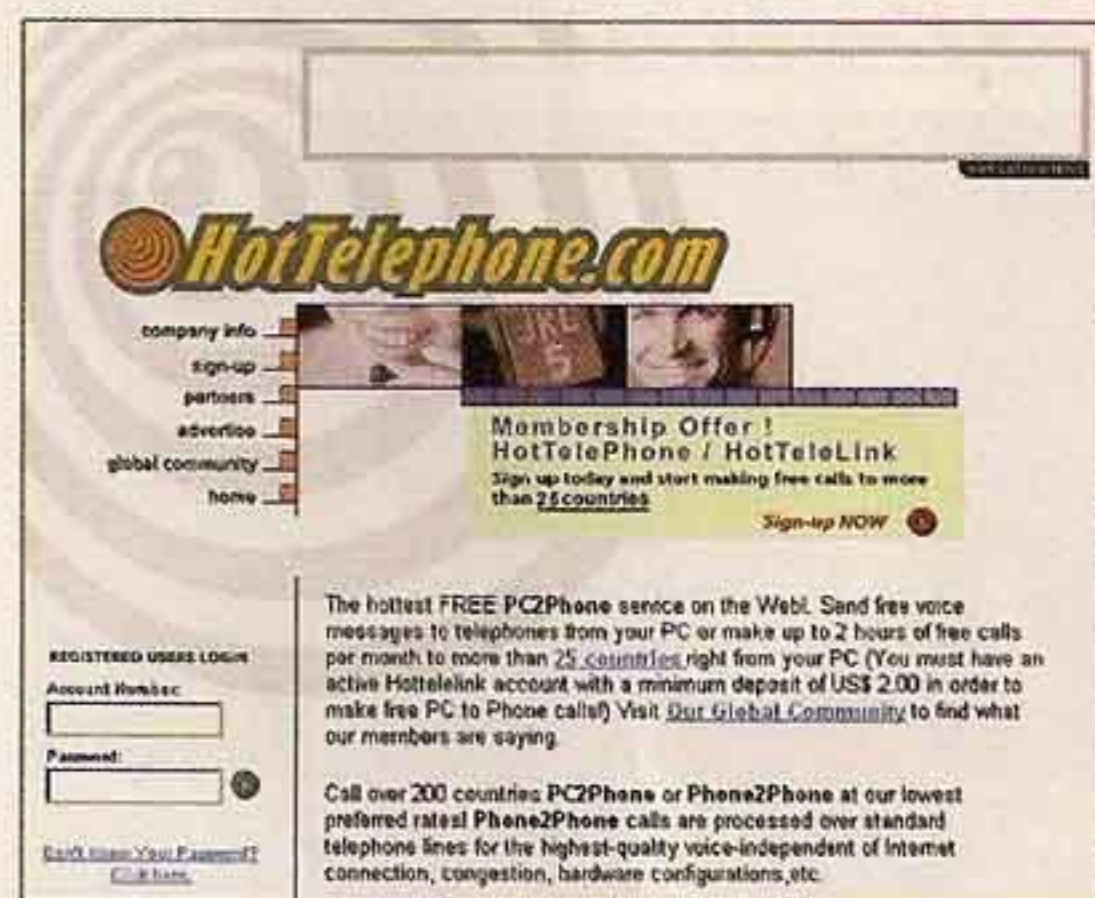 HotTelephone.com
company info
sign-up
partners
advertise
global community
home
JKL
5
Membership Offer !
HotTelePhone / HotTeleLink
Sign up today and start making free calls to more
than 25 countries
Sign-up NOW
REGISTERED USERS LOGIN
Account Number:
Password:
Don't Know Your Password?
Click here.
The hottest FREE PC2Phone service on the Web!. Send free voice
messages to telephones from your PC or make up to 2 hours of free calls
per month to more than 25 countries right from your PC (You must have an
active Hottelelink account with a minimum deposit of US$ 2.00 in order to
make free PC to Phone calls!) Visit Our Global Community to find what
our members are saying.
Call over 200 countries PC2Phone or Phone2Phone at our lowest
preferred rates! Phone2Phone calls are processed over standard
telephone lines for the highest-quality voice-independent of Internet
connection, congestion, hardware configurations,etc.